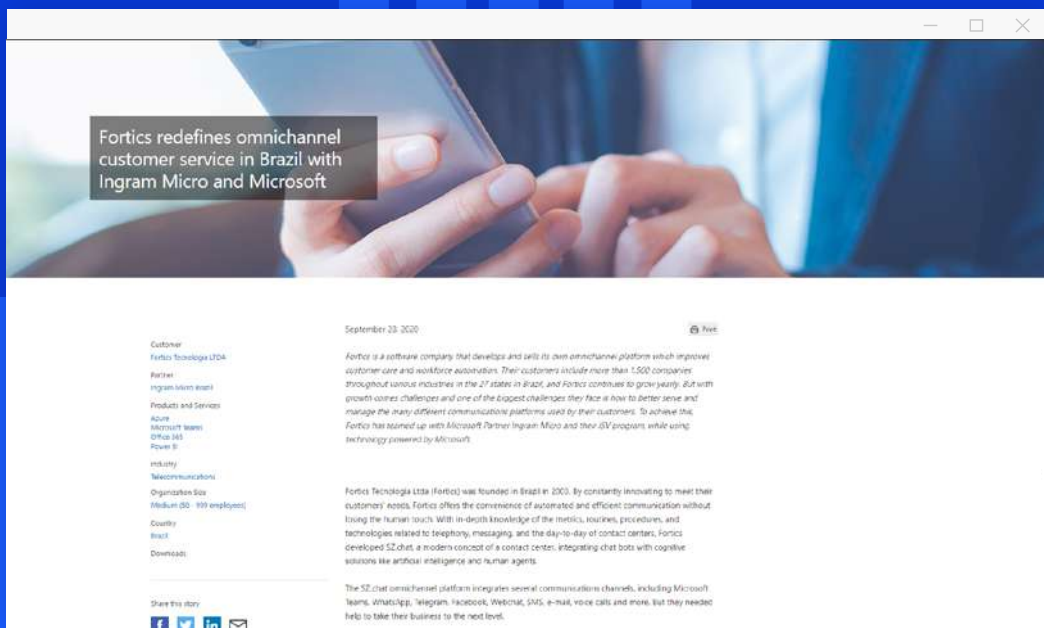 Fortics redefines omnichannel
customer service in Brazil with
Ingram Micro and Microsoft
Customer
Fortics Tecnologia LTDA
Partner
Ingram Micro Brazil
Products and Services
Azure
Microsoft Teams
Office 365
Power BI
Industry
Telecommunications
Organization Size
Medium (50 - 999 employees)
Country
Brazil
Downloads
Share this story
September 23, 2020
Print
Fortics is a software company that develops and sells its own omnichannel platform which improves
customer care and workforce automation. Their customers include more than 1,500 companies
throughout various industries in the 27 states in Brazil, and Fortics continues to grow yearly. But with
growth comes challenges and one of the biggest challenges they face is how to better serve and
manage the many different communications platforms used by their customers. To achieve this,
Fortics has teamed up with Microsoft Partner Ingram Micro and their ISV program, while using
technology powered by Microsoft.
Fortics Tecnologia Ltda (Fortics) was founded in Brazil in 2003. By constantly innovating to meet their
customers' needs, Fortics offers the convenience of automated and efficient communication without
losing the human touch. With in-depth knowledge of the metrics, routines, procedures, and
technologies related to telephony, messaging, and the day-to-day of contact centers, Fortics
developed SZ.chat, a modern concept of a contact center, integrating chat bots with cognitive
solutions like artificial intelligence and human agents.
The SZ.chat omnichannel platform integrates several communications channels, including Microsoft
Teams, WhatsApp, Telegram, Facebook, Webchat, SMS, e-mail, voice calls and more. But they needed
help to take their business to the next level.